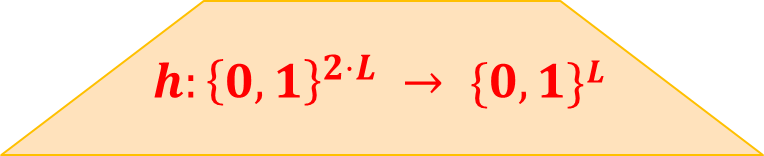 h: {0, 1}^{2·L} → {0, 1}^L